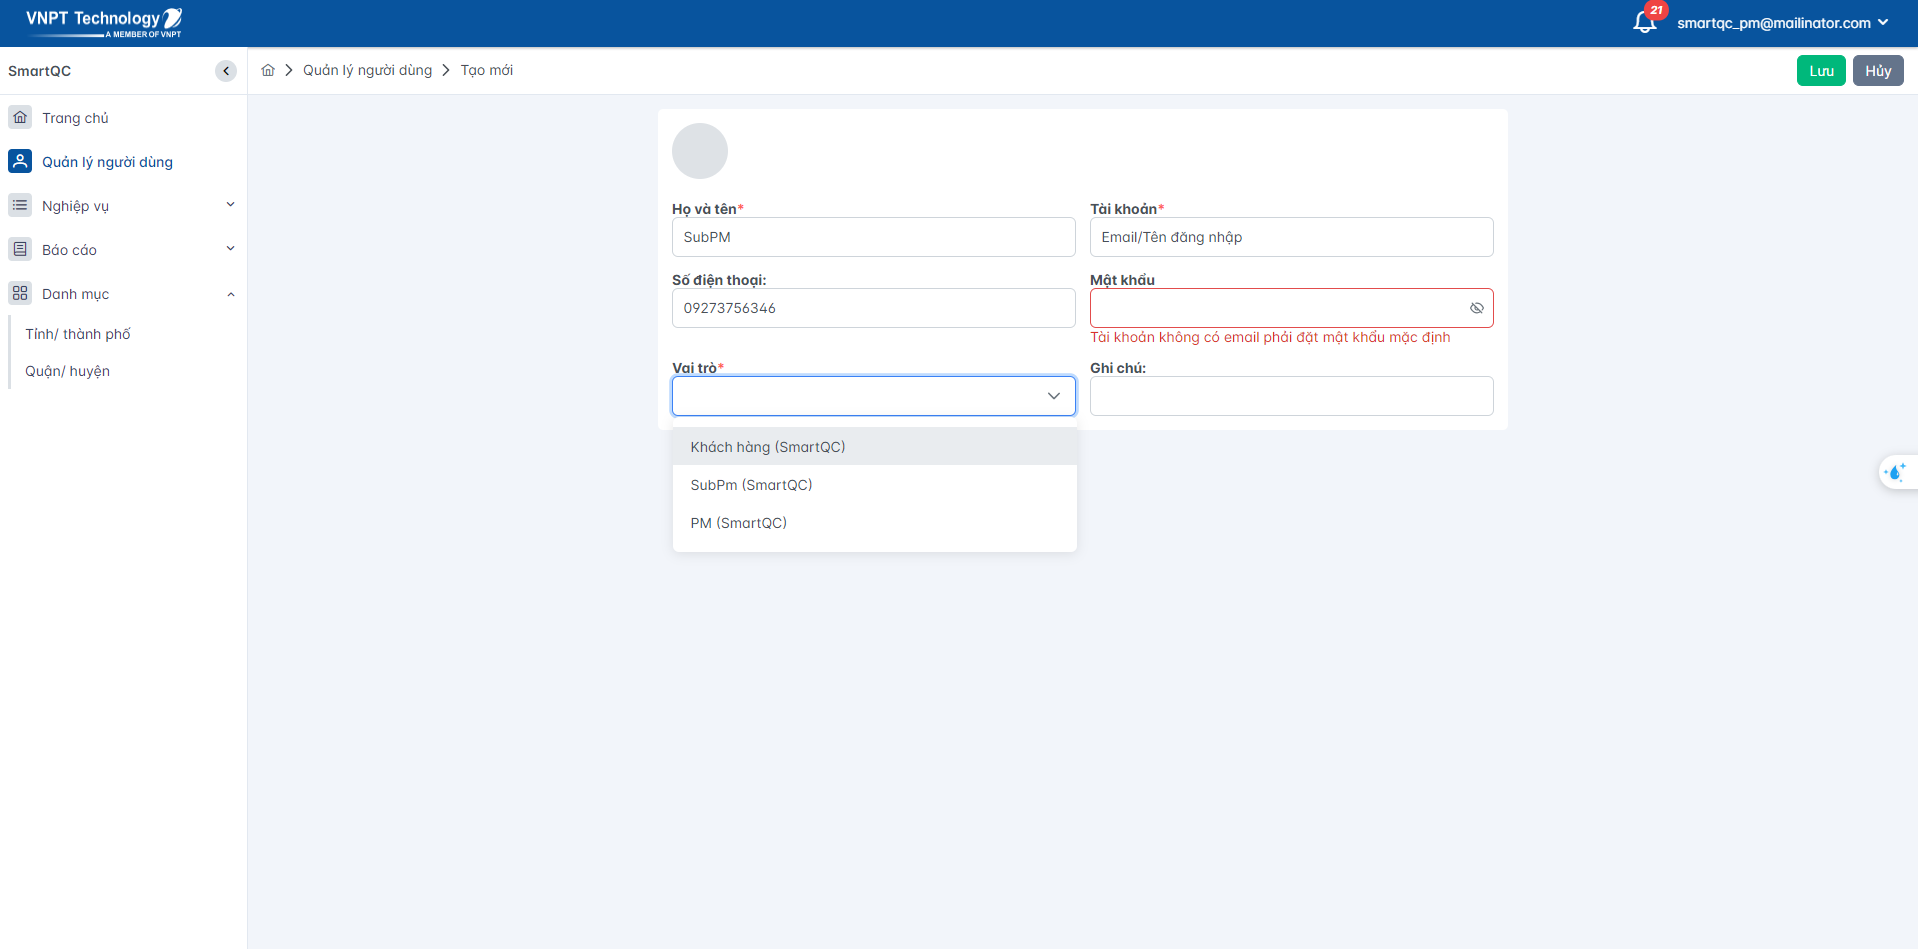 VNPT Technology
A MEMBER OF VNPT
21
smartqc_pm@mailinator.com
SmartQC
Quản lý người dùng
Tạo mới
Lưu
Hủy
Trang chủ
Quản lý người dùng
Nghiệp vụ
Báo cáo
Danh mục
Tỉnh/ thành phố
Quận/ huyện
Họ và tên*
Tài khoản*
SubPM
Email/Tên đăng nhập
Số điện thoại:
Mật khẩu
09273756346
Tài khoản không có email phải đặt mật khẩu mặc định
Vai trò*
Ghi chú:
Khách hàng (SmartQC)
SubPm (SmartQC)
PM (SmartQC)